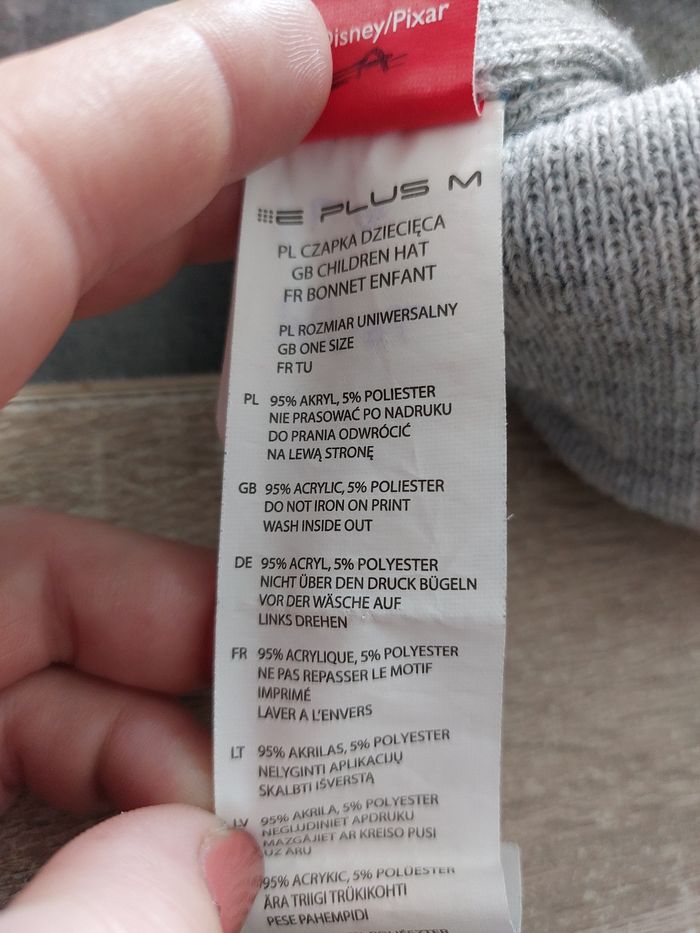 Disney/Pixar
E PLUS M
PL CZAPKA DZIECIĘCA
GB CHILDREN HAT
FR BONNET ENFANT
PL ROZMIAR UNIWERSALNY
GB ONE SIZE
FR TU
PL 95% AKRYL, 5% POLIESTER
NIE PRASOWAĆ PO NADRUKU
DO PRANIA ODWRÓCIĆ
NA LEWĄ STRONĘ
GB 95% ACRYLIC, 5% POLIESTER
DO NOT IRON ON PRINT
WASH INSIDE OUT
DE 95% ACRYL, 5% POLYESTER
NICHT ÜBER DEN DRUCK BÜGELN
VOR DER WÄSCHE AUF
LINKS DREHEN
FR 95% ACRYLIQUE, 5% POLYESTER
NE PAS REPASSER LE MOTIF
IMPRIMÉ
LAVER A L'ENVERS
LT 95% AKRILAS, 5% POLYESTER
NELYGINTI APLIKACIJŲ
SKALBTI IŠVERSTĄ
LV 95% AKRILA, 5% POLYESTER
NEGLUDINIET APDRUKU
MAZGĀJIET AR KREISO PUSI
UZ ĀRU
95% ACRYKIC, 5% POLÜESTER
ÄRA TRIIGI TRÜKIKOHTI
PESE PAHEMPIDI